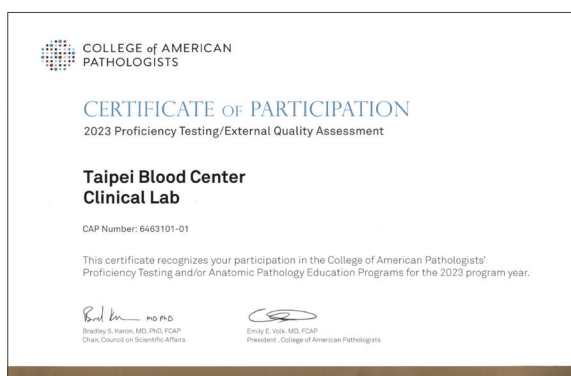 COLLEGE of AMERICAN
PATHOLOGISTS
CERTIFICATE OF PARTICIPATION
2023 Proficiency Testing/External Quality Assessment
Taipei Blood Center
Clinical Lab
CAP Number: 6463101-01
This certificate recognizes your participation in the College of American Pathologists'
Proficiency Testing and/or Anatomic Pathology Education Programs for the 2023 program year.
MD PhD
Bradley S. Karon, MD, PhD, FCAP
Chair, Council on Scientific Affairs
Emily E. Volk, MD, FCAP
President, College of American Pathologists